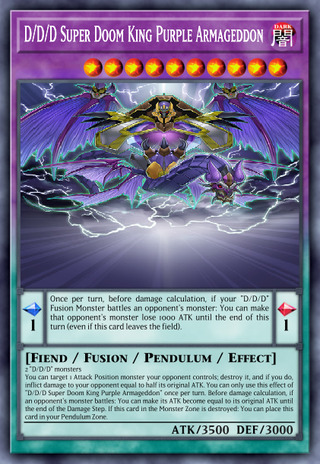 D/D/D Super Doom King Purple Armageddon
DARK
闇
Once per turn, before damage calculation, if your "D/D/D"
Fusion Monster battles an opponent's monster: You can make
that opponent's monster lose 1000 ATK until the end of this
turn (even if this card leaves the field).
1
1
[Fiend / Fusion / Pendulum / Effect]
2 "D/D/D" monsters
You can target 1 Attack Position monster your opponent controls; destroy it, and if you do,
inflict damage to your opponent equal to half its original ATK. You can only use this effect of
"D/D/D Super Doom King Purple Armageddon" once per turn. Before damage calculation, if
an opponent's monster battles: You can make its ATK become equal to its original ATK until
the end of the Damage Step. If this card in the Monster Zone is destroyed: You can place this
card in your Pendulum Zone.
ATK/3500 DEF/3000